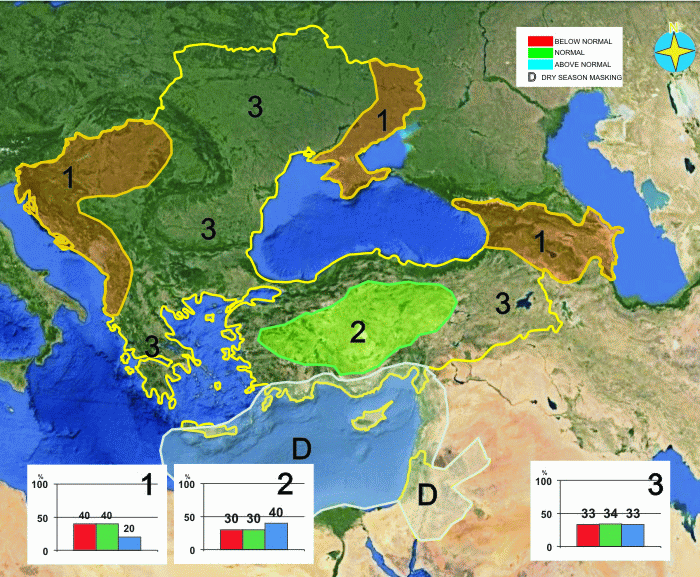 N
BELOW NORMAL
NORMAL
ABOVE NORMAL
D DRY SEASON MASKING
3
1
1
3
1
3
2
3
D
D
% 1
100
50
0
40 40 20
% 2
100
50
0
30 30 40
% 3
100
50
0
33 34 33